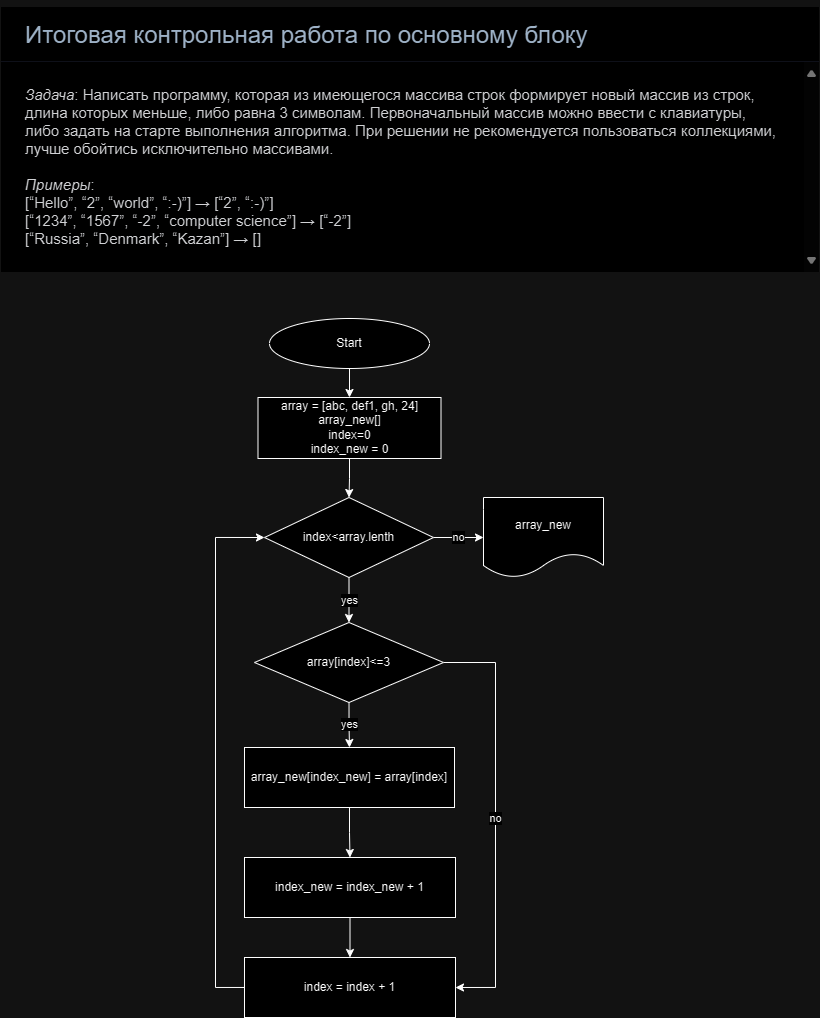 Итоговая контрольная работа по основному блоку
Задача: Написать программу, которая из имеющегося массива строк формирует новый массив из строк,
длина которых меньше, либо равна 3 символам. Первоначальный массив можно ввести с клавиатуры,
либо задать на старте выполнения алгоритма. При решении не рекомендуется пользоваться коллекциями,
лучше обойтись исключительно массивами.
Примеры:
[“Hello”, “2”, “world”, “:-)”] → [“2”, “:-)”]
[“1234”, “1567”, “-2”, “computer science”] → [“-2”]
[“Russia”, “Denmark”, “Kazan”] → []
Start
array = [abc, def1, gh, 24]
array_new[]
index=0
index_new = 0
index<array.lenth
no
array_new
yes
array[index]<=3
yes
array_new[index_new] = array[index]
no
index_new = index_new + 1
index = index + 1